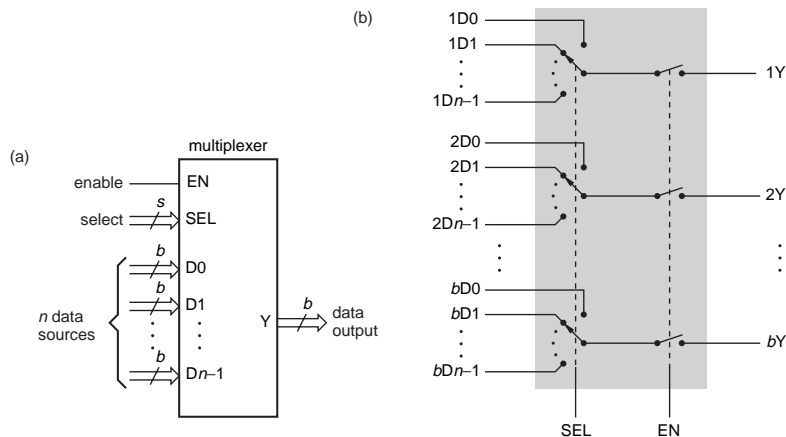 (a)
multiplexer
enable
EN
select
s
SEL
n data
sources
b
D0
b
D1
b
Dn–1
Y
b
data
output
(b)
1D0
1D1
1Dn–1
1Y
2D0
2D1
2Dn–1
2Y
bD0
bD1
bDn–1
bY
SEL
EN